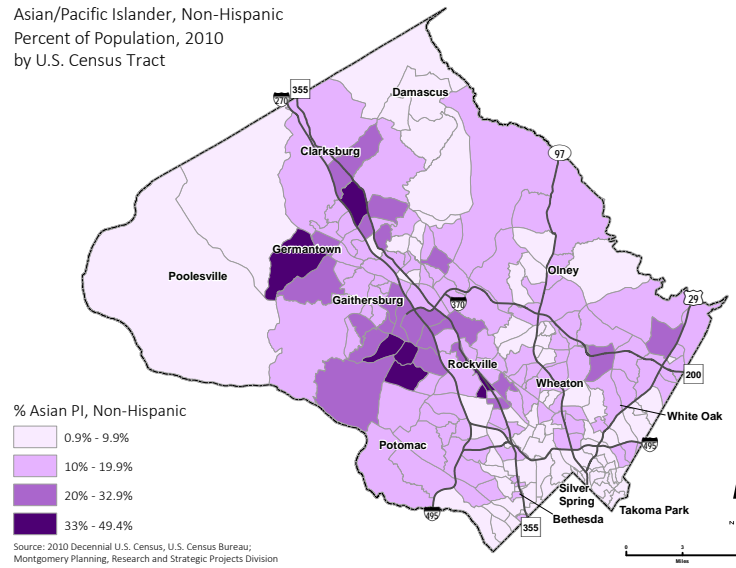 Asian/Pacific Islander, Non-Hispanic
Percent of Population, 2010
by U.S. Census Tract
355
270
Damascus
Clarksburg
97
Germantown
Olney
Poolesville
Gaithersburg
370
29
Rockville
Wheaton
200
White Oak
% Asian PI, Non-Hispanic
0.9% - 9.9%
10% - 19.9%
20% - 32.9%
33% - 49.4%
Potomac
495
Silver
Spring
Takoma Park
Bethesda
495
355
N
0 3
Miles
Source: 2010 Decennial U.S. Census, U.S. Census Bureau;
Montgomery Planning, Research and Strategic Projects Division